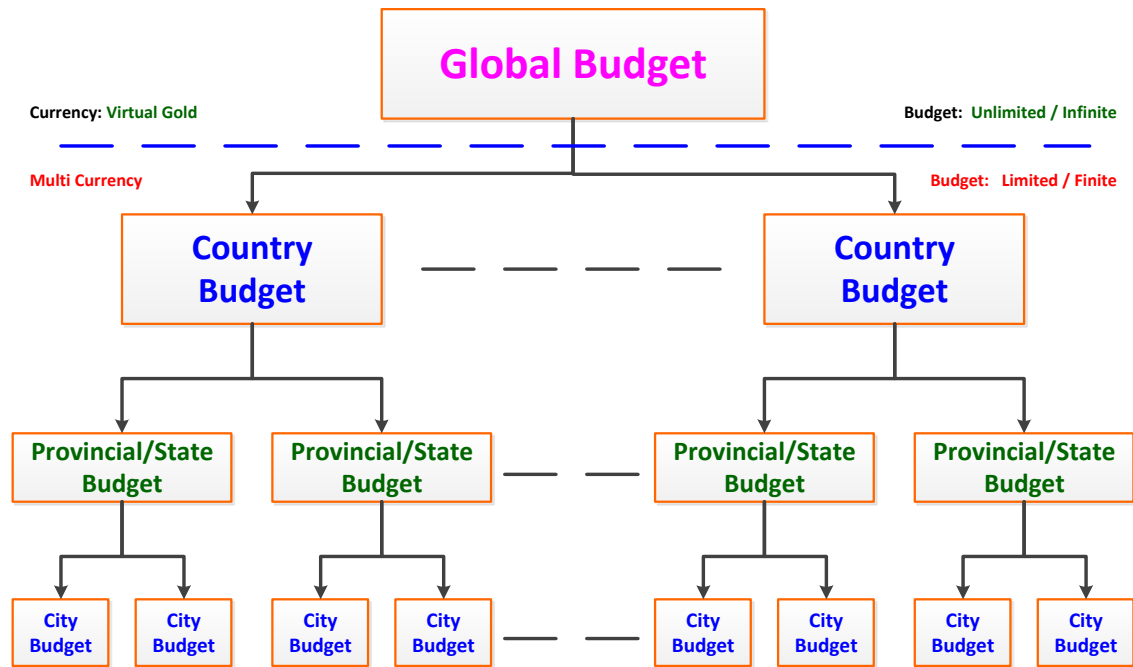 Global Budget
Currency: Virtual Gold
Budget: Unlimited / Infinite
Multi Currency
Budget: Limited / Finite
Country
Budget
Country
Budget
Provincial/State
Budget
Provincial/State
Budget
Provincial/State
Budget
Provincial/State
Budget
City
Budget
City
Budget
City
Budget
City
Budget
City
Budget
City
Budget
City
Budget
City
Budget